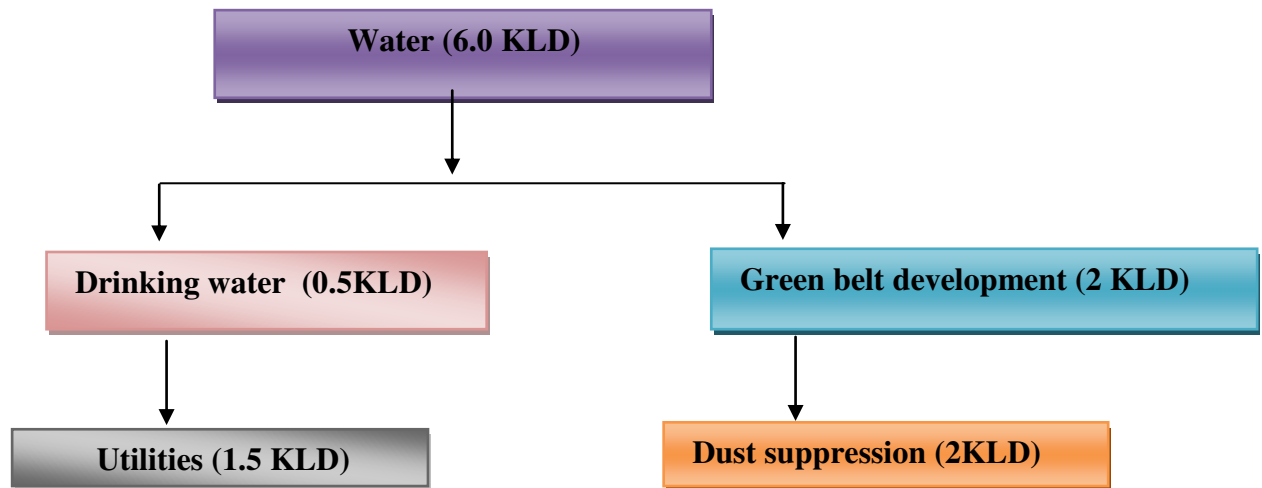 Water (6.0 KLD)
Drinking water (0.5KLD)
Green belt development (2 KLD)
Utilities (1.5 KLD)
Dust suppression (2KLD)